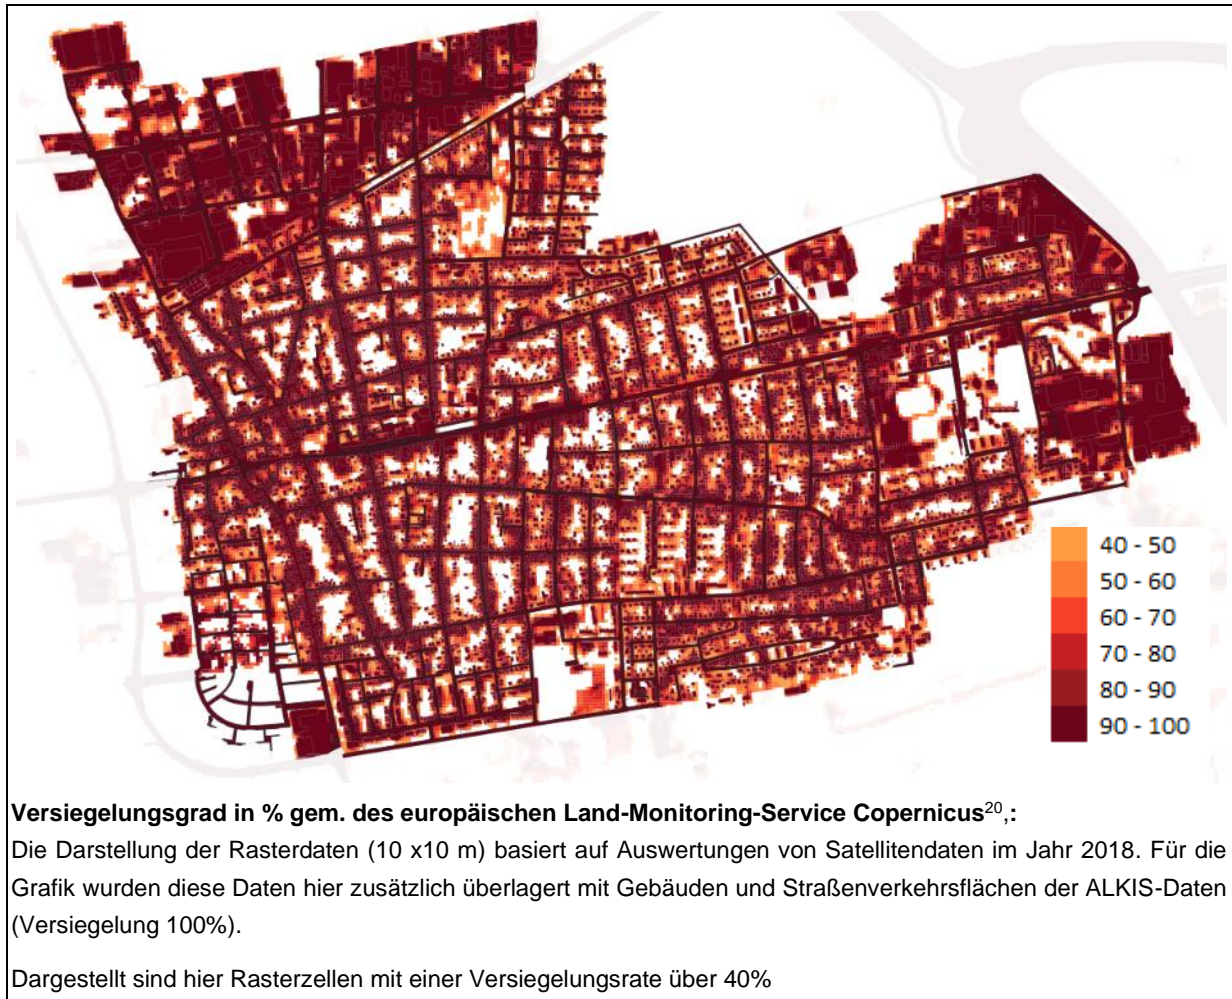 40 - 50
50 - 60
60 - 70
70 - 80
80 - 90
90 - 100
Versiegelungsgrad in % gem. des europäischen Land-Monitoring-Service Copernicus20,:
Die Darstellung der Rasterdaten (10 x10 m) basiert auf Auswertungen von Satellitendaten im Jahr 2018. Für die
Grafik wurden diese Daten hier zusätzlich überlagert mit Gebäuden und Straßenverkehrsflächen der ALKIS-Daten
(Versiegelung 100%).
Dargestellt sind hier Rasterzellen mit einer Versiegelungsrate über 40%